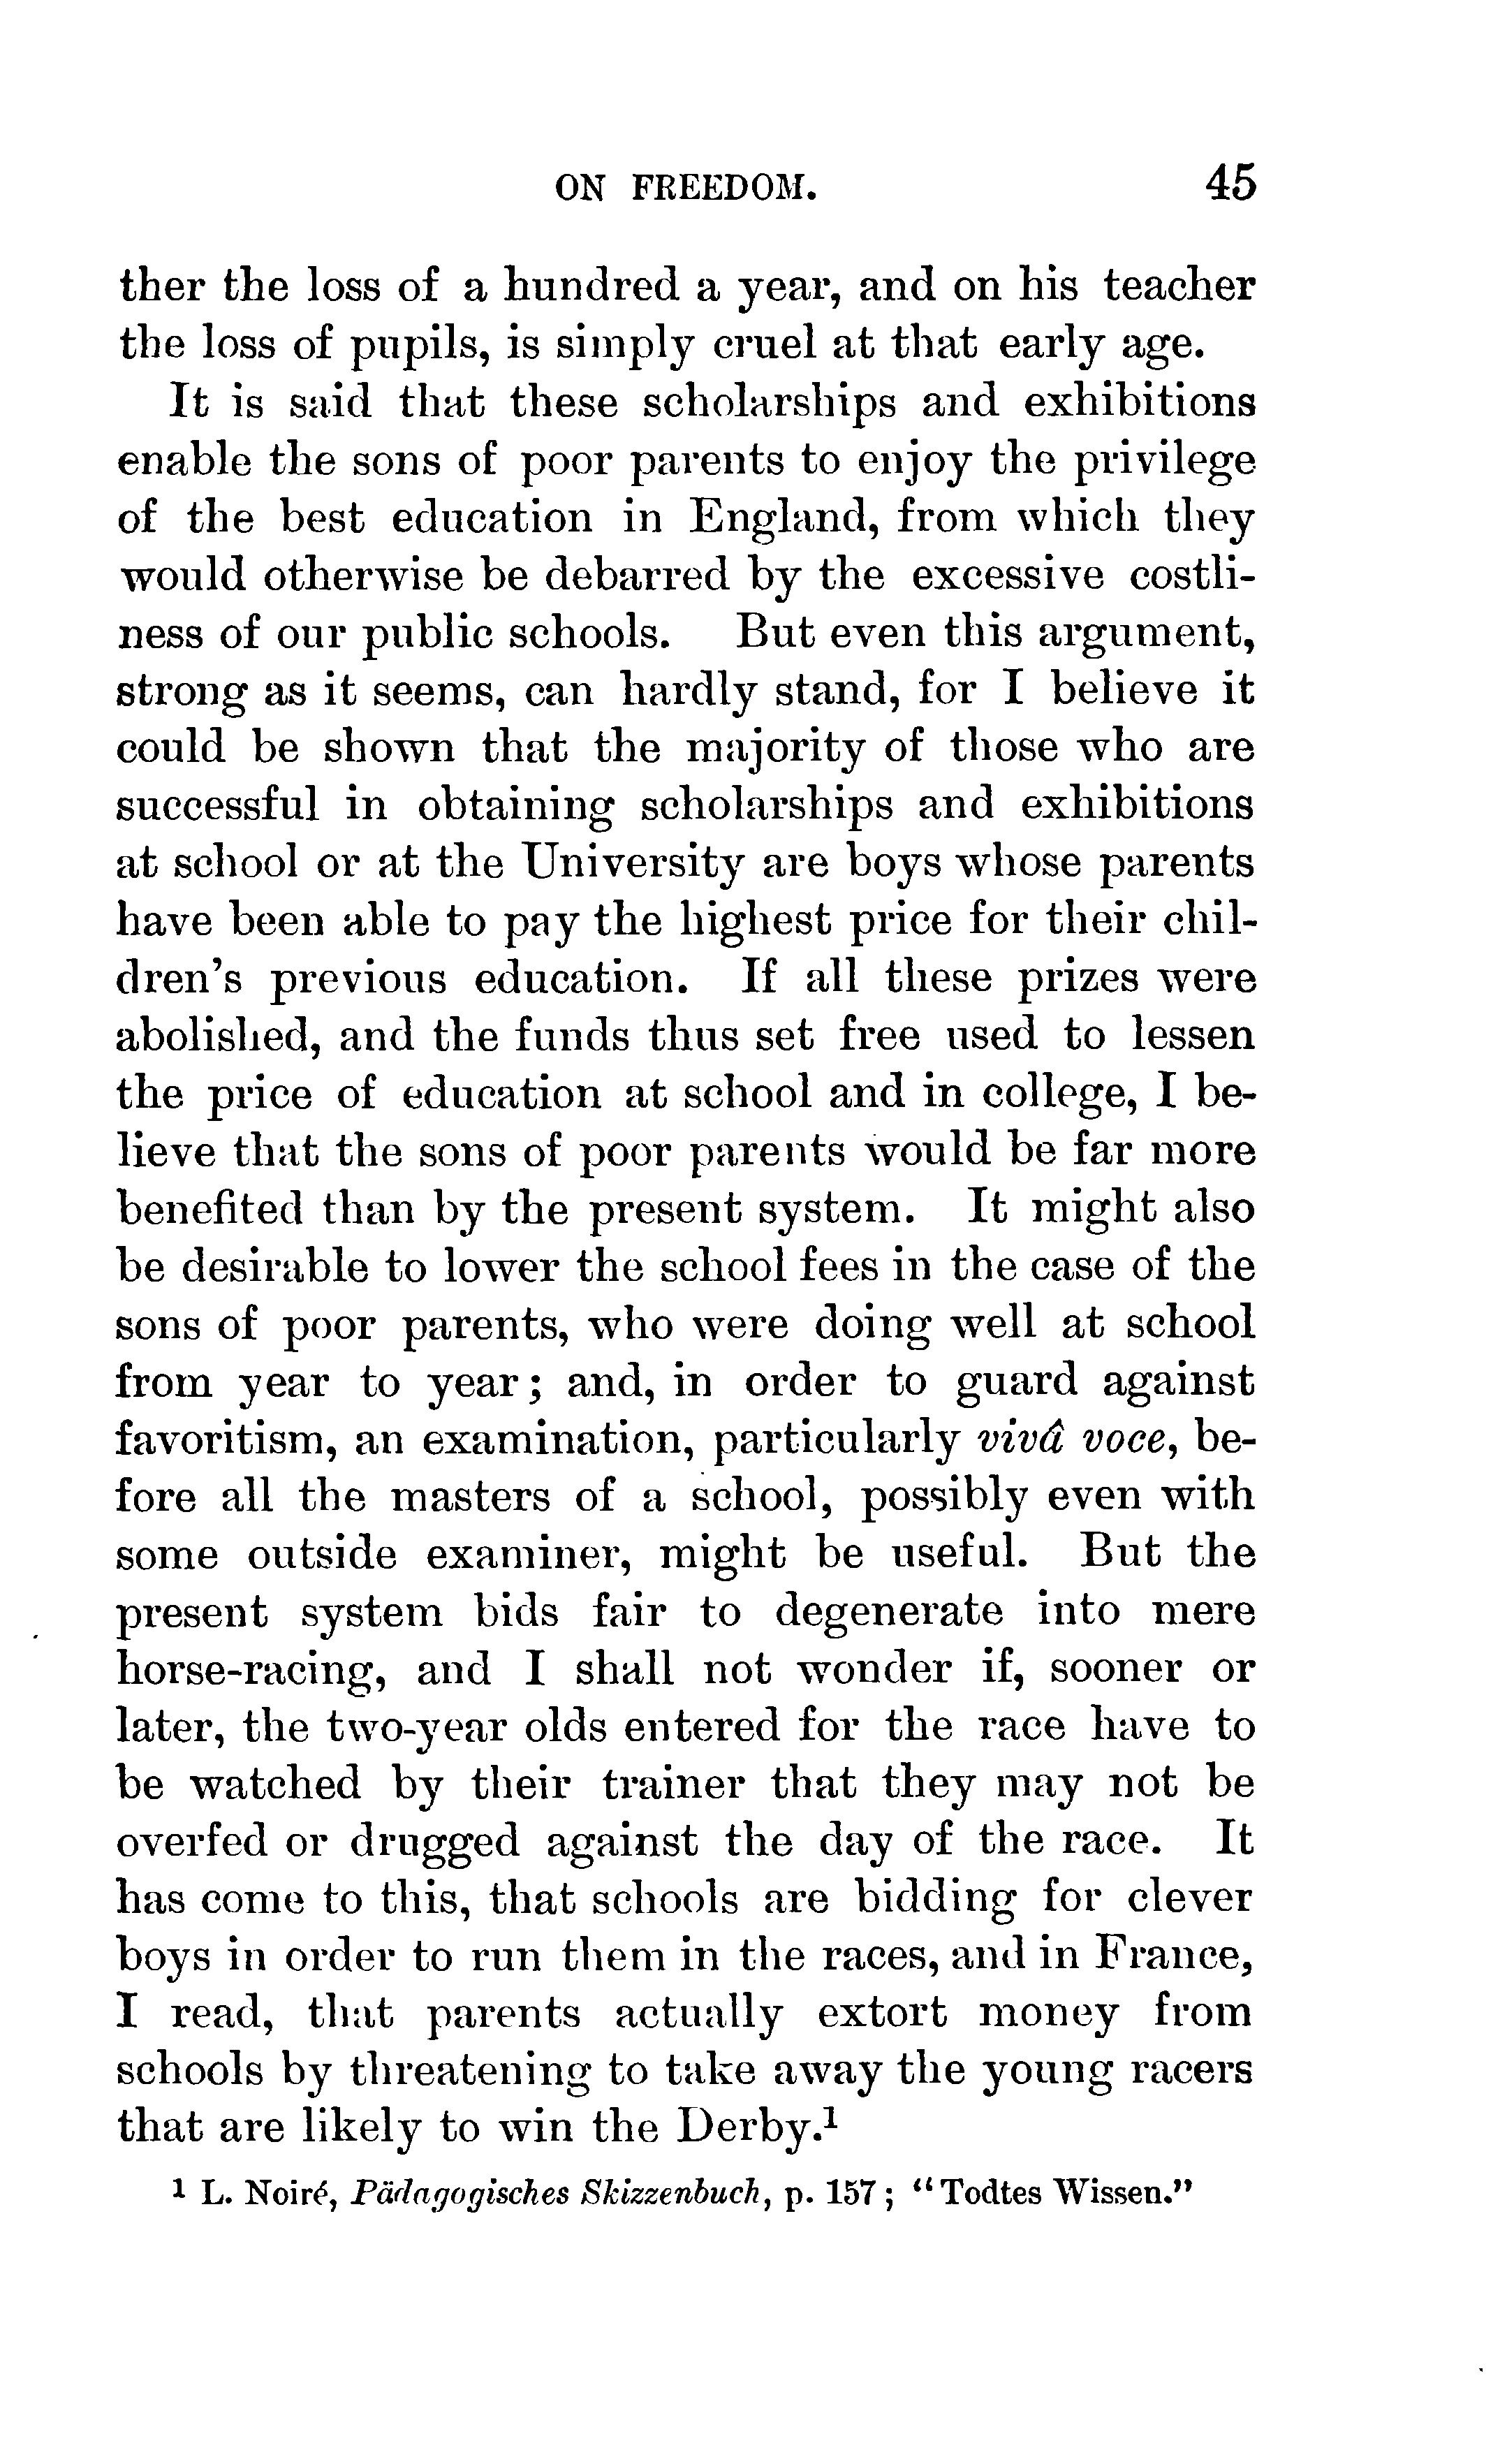 ON FREEDOM. 45
ther the loss of a hundred a year, and on his teacher
the loss of pupils, is simply cruel at that early age.
It is said that these scholarships and exhibitions
enable the sons of poor parents to enjoy the privilege
of the best education in England, from which they
would otherwise be debarred by the excessive costli-
ness of our public schools. But even this argument,
strong as it seems, can hardly stand, for I believe it
could be shown that the majority of those who are
successful in obtaining scholarships and exhibitions
at school or at the University are boys whose parents
have been able to pay the highest price for their chil-
dren's previous education. If all these prizes were
abolished, and the funds thus set free used to lessen
the price of education at school and in college, I be-
lieve that the sons of poor parents would be far more
benefited than by the present system. It might also
be desirable to lower the school fees in the case of the
sons of poor parents, who were doing well at school
from year to year; and, in order to guard against
favoritism, an examination, particularly vivâ voce, be-
fore all the masters of a school, possibly even with
some outside examiner, might be useful. But the
present system bids fair to degenerate into mere
horse-racing, and I shall not wonder if, sooner or
later, the two-year olds entered for the race have to
be watched by their trainer that they may not be
overfed or drugged against the day of the race. It
has come to this, that schools are bidding for clever
boys in order to run them in the races, and in France,
I read, that parents actually extort money from
schools by threatening to take away the young racers
that are likely to win the Derby.¹
¹ L. Noiré, Pädagogisches Skizzenbuch, p. 157; "Todtes Wissen."